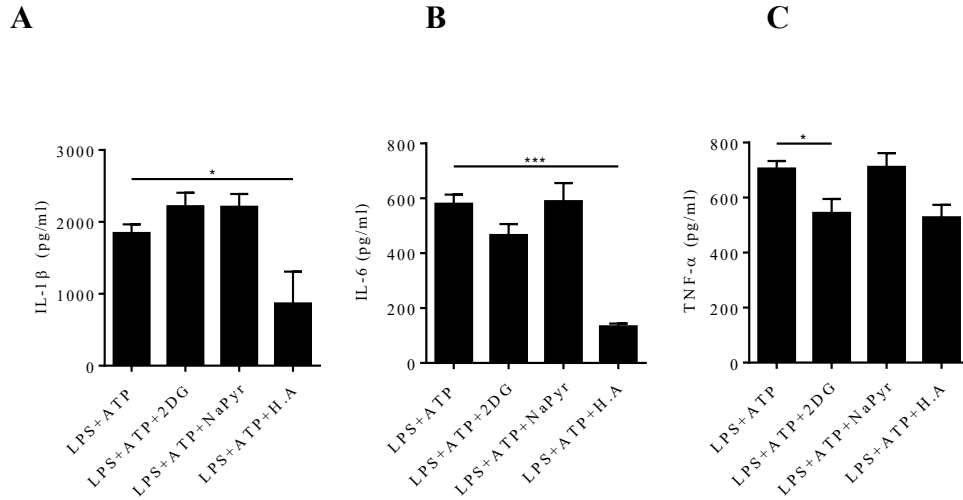 A
B
C
3000
2000
1000
0
IL-1β (pg/ml)
*
LPS+ATP
LPS+ATP+2DG
LPS+ATP+NaPyr
LPS+ATP+H.A
800
600
400
200
0
IL-6 (pg/ml)
***
LPS+ATP
LPS+ATP+2DG
LPS+ATP+NaPyr
LPS+ATP+H.A
800
600
400
200
0
TNF-α (pg/ml)
*
LPS+ATP
LPS+ATP+2DG
LPS+ATP+NaPyr
LPS+ATP+H.A